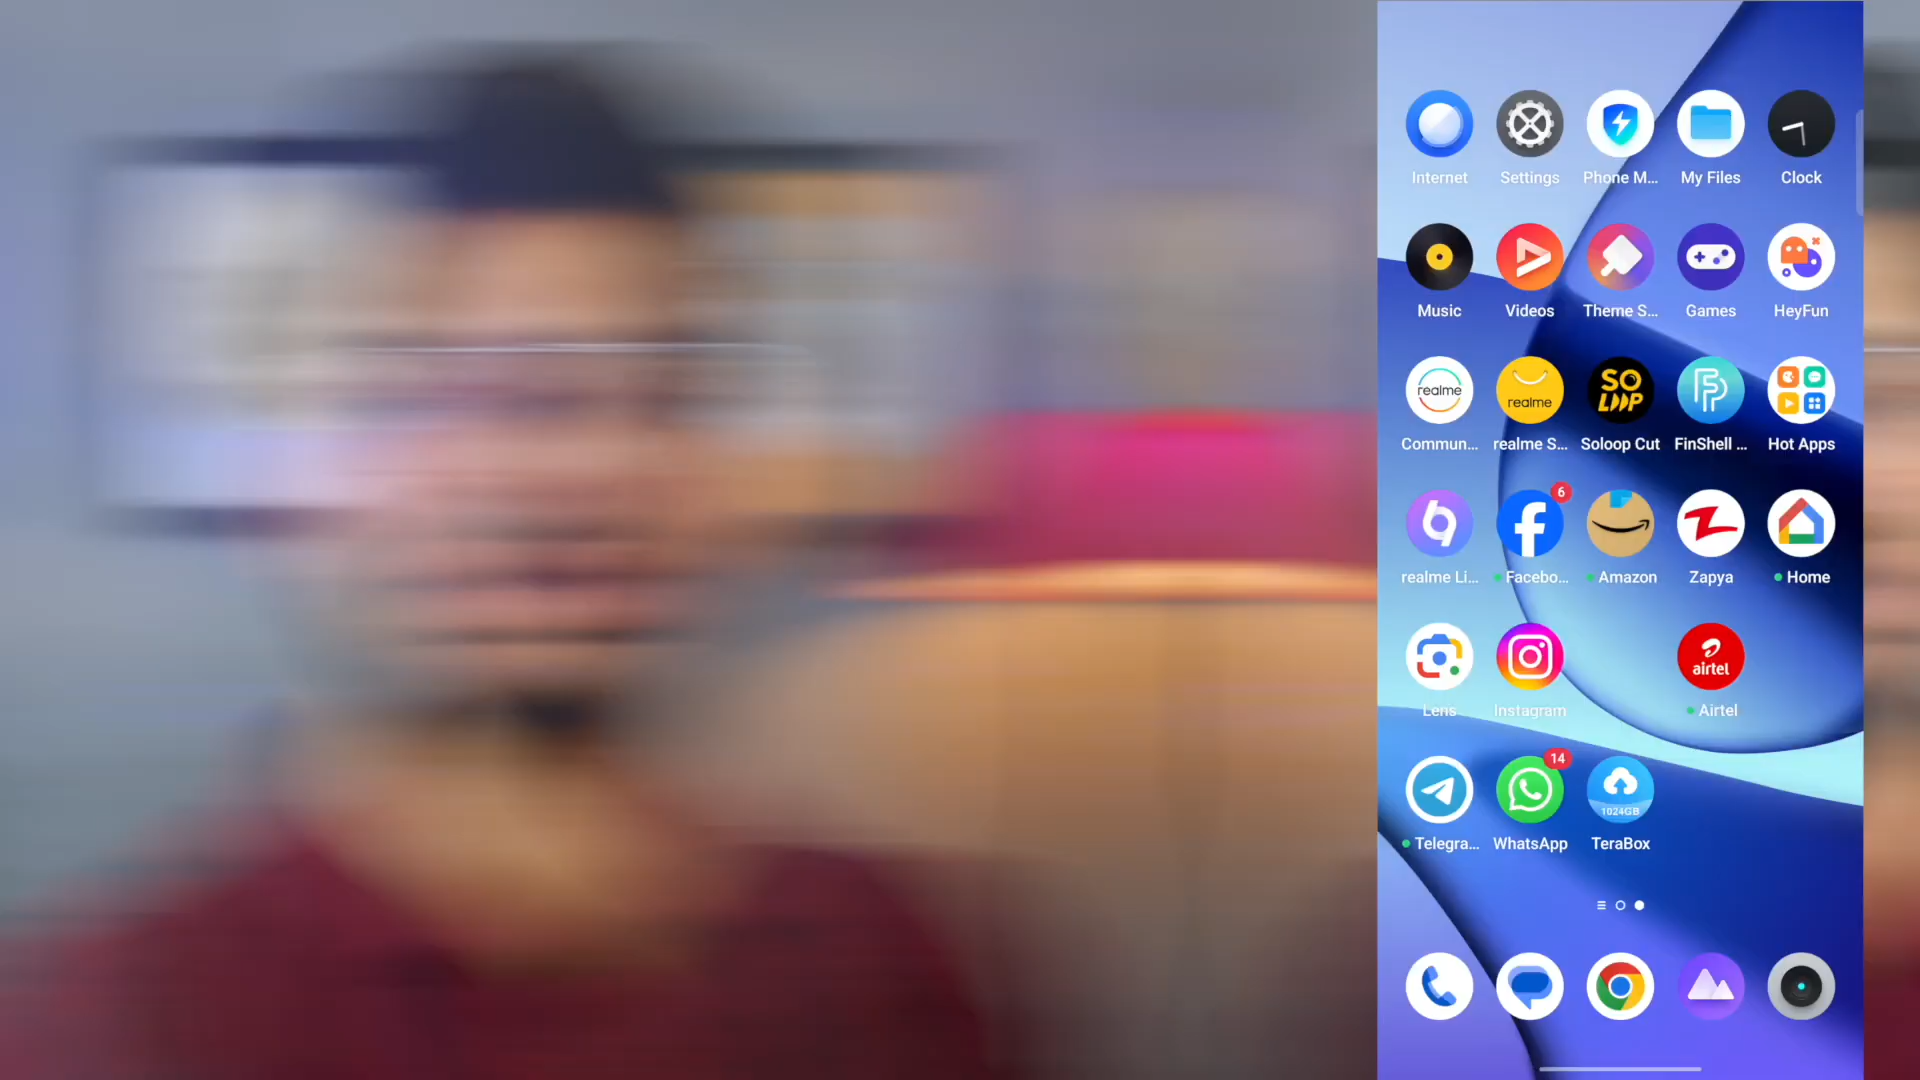 Internet Settings Phone M... My Files Clock
Music Videos Theme S... Games HeyFun
realme realme SO LOOP
Commun... realme S... Soloop Cut FinShell ... Hot Apps
6
realme Li... Facebo... Amazon Zapya Home
airtel
Lens Instagram Airtel
14
1024GB
Telegra... WhatsApp TeraBox